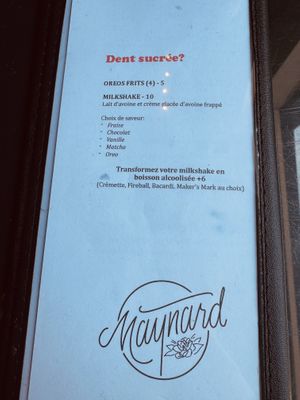 Dent sucrée?
OREOS FRITS (4) - 5
MILKSHAKE - 10
Lait d'avoine et crème glacée d'avoine frappé
Choix de saveur:
- Fraise
- Chocolat
- Vanille
- Matcha
- Oreo
Transformez votre milkshake en
boisson alcoolisée +6
(Crémette, Fireball, Bacardi, Maker's Mark au choix)
Maynard